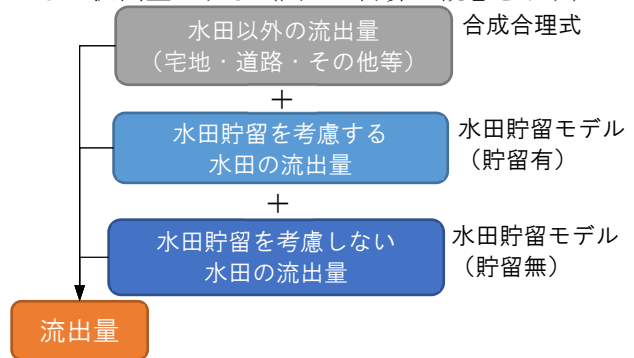 水田以外の流出量
（宅地・道路・その他等）
合成合理式
＋
水田貯留を考慮する
水田の流出量
水田貯留モデル
（貯留有）
＋
水田貯留を考慮しない
水田の流出量
水田貯留モデル
（貯留無）
流出量